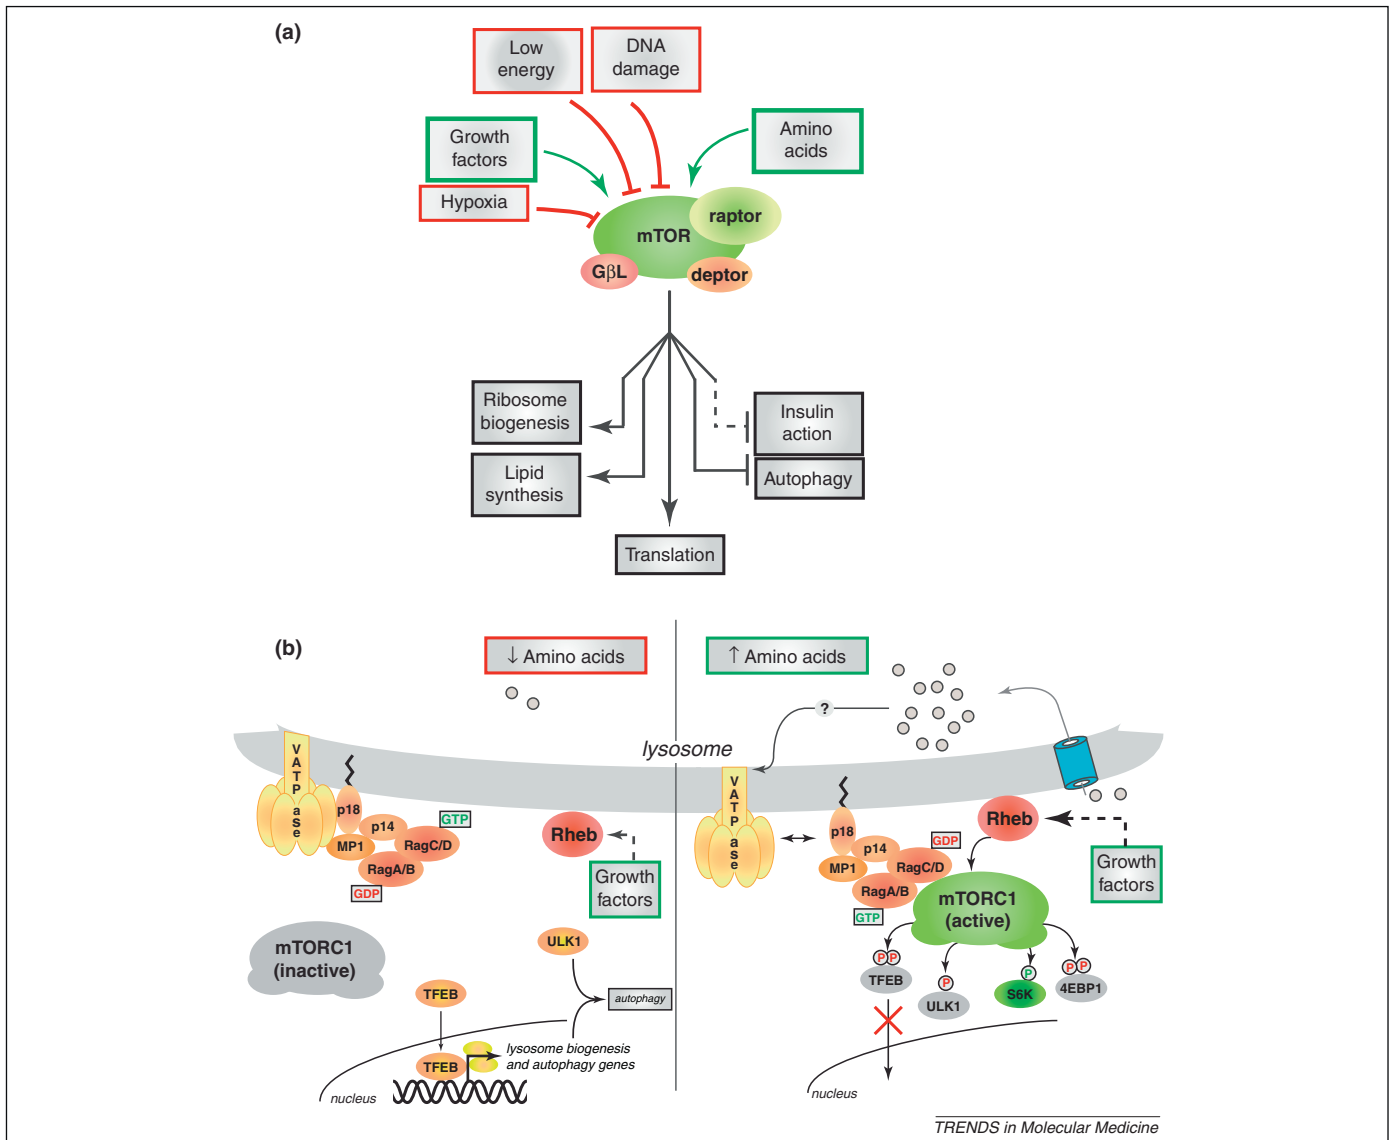 (a)
Low
energy
DNA
damage
Growth
factors
Amino
acids
Hypoxia
raptor
mTOR
GβL
deptor
Ribosome
biogenesis
Insulin
action
Lipid
synthesis
Autophagy
Translation
(b)
↓ Amino acids
↑ Amino acids
?
lysosome
V
A
T
P
a
s
e
p18
p14
GTP
MP1
RagC/D
RagA/B
GDP
Rheb
Growth
factors
mTORC1
(inactive)
ULK1
TFEB
autophagy
TFEB
lysosome biogenesis
and autophagy genes
nucleus
V
A
T
P
a
s
e
p18
p14
GDP
MP1
RagC/D
RagA/B
GTP
Rheb
Growth
factors
mTORC1
(active)
P P
TFEB
P
ULK1
P
S6K
P P
4EBP1
nucleus
TRENDS in Molecular Medicine